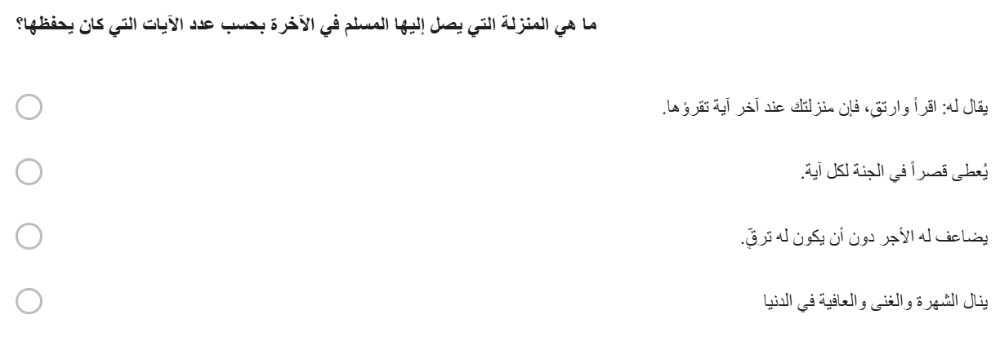 ما هي المنزلة التي يصل إليها المسلم في الآخرة بحسب عدد الآيات التي كان يحفظها؟
يقال له: اقرأ وارتقِ، فإن منزلتك عند آخر آية تقرؤها.
يُعطى قصراً في الجنة لكل آية.
يضاعف له الأجر دون أن يكون له ترقٍّ.
ينال الشهرة والغنى والعافية في الدنيا